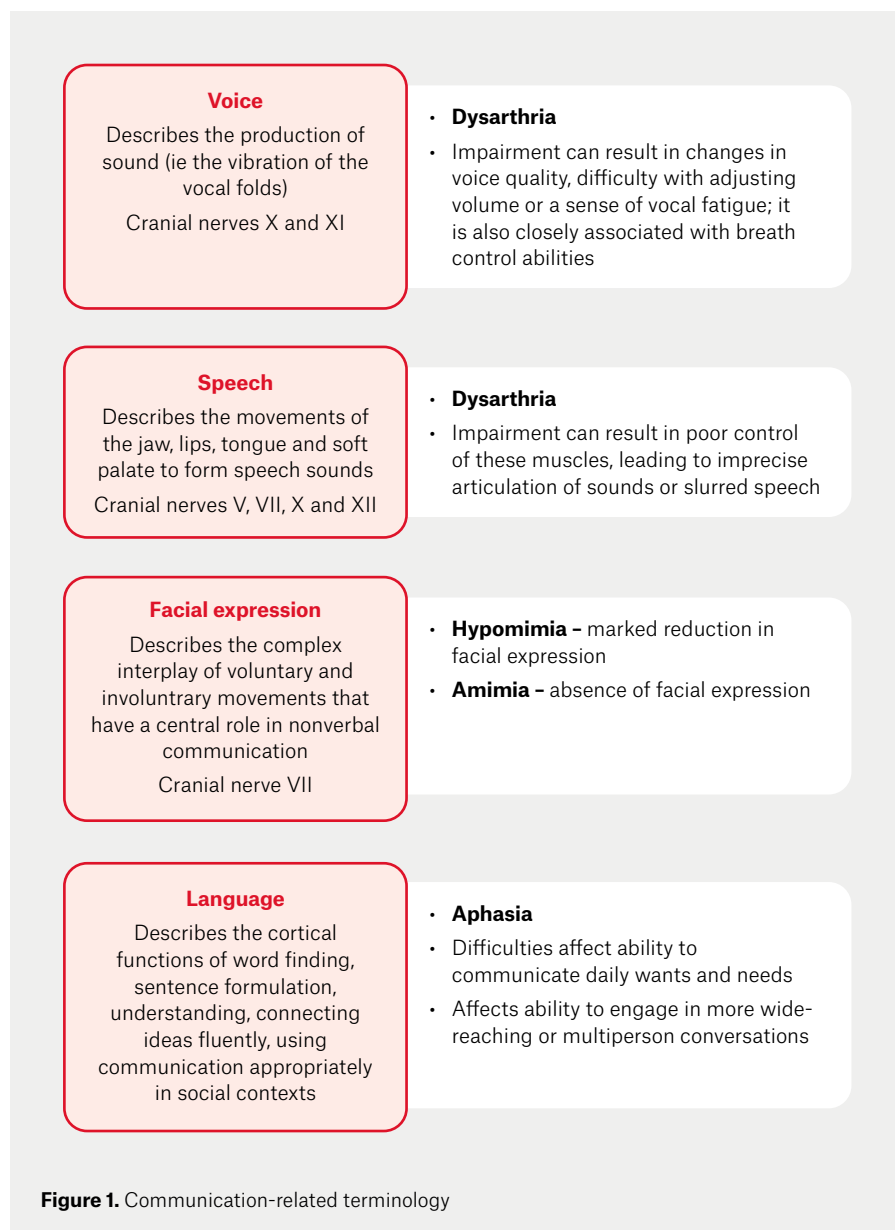 Voice
Describes the production of
sound (ie the vibration of the
vocal folds)
Cranial nerves X and XI
• Dysarthria
• Impairment can result in changes in
voice quality, difficulty with adjusting
volume or a sense of vocal fatigue; it
is also closely associated with breath
control abilities
Speech
Describes the movements of
the jaw, lips, tongue and soft
palate to form speech sounds
Cranial nerves V, VII, X and XII
• Dysarthria
• Impairment can result in poor control
of these muscles, leading to imprecise
articulation of sounds or slurred speech
Facial expression
Describes the complex
interplay of voluntary and
involuntrary movements that
have a central role in nonverbal
communication
Cranial nerve VII
• Hypomimia – marked reduction in
facial expression
• Amimia – absence of facial expression
Language
Describes the cortical
functions of word finding,
sentence formulation,
understanding, connecting
ideas fluently, using
communication appropriately
in social contexts
• Aphasia
• Difficulties affect ability to
communicate daily wants and needs
• Affects ability to engage in more wide-
reaching or multiperson conversations
Figure 1. Communication-related terminology